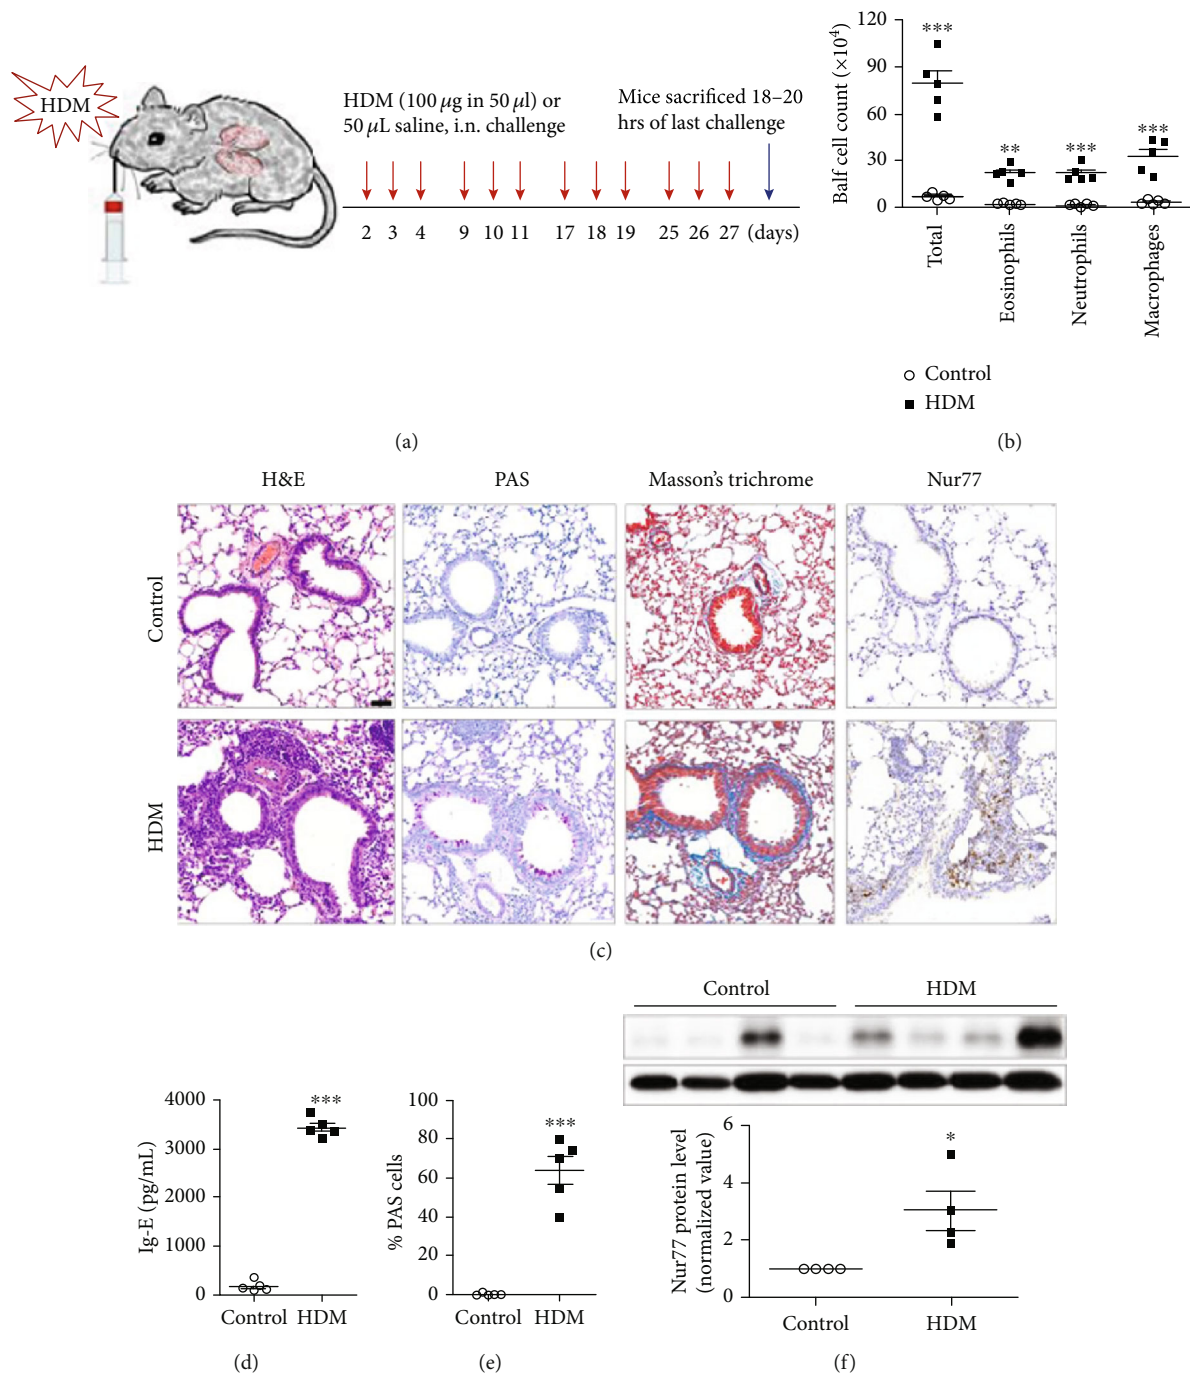 HDM
HDM (100 μg in 50 μl) or
50 μL saline, i.n. challenge
Mice sacrificed 18–20
hrs of last challenge
2 3 4 9 10 11 17 18 19 25 26 27 (days)
(a)
Balf cell count (×10⁴)
120
90
60
30
0
***
**
***
***
Total
Eosinophils
Neutrophils
Macrophages
Control
HDM
(b)
H&E PAS Masson's trichrome Nur77
Control
HDM
(c)
Ig-E (pg/mL)
4000
3000
2000
1000
0
***
Control HDM
(d)
% PAS cells
100
80
60
40
20
0
***
Control HDM
(e)
Control HDM
Nur77 protein level
(normalized value)
6
4
2
0
*
Control HDM
(f)